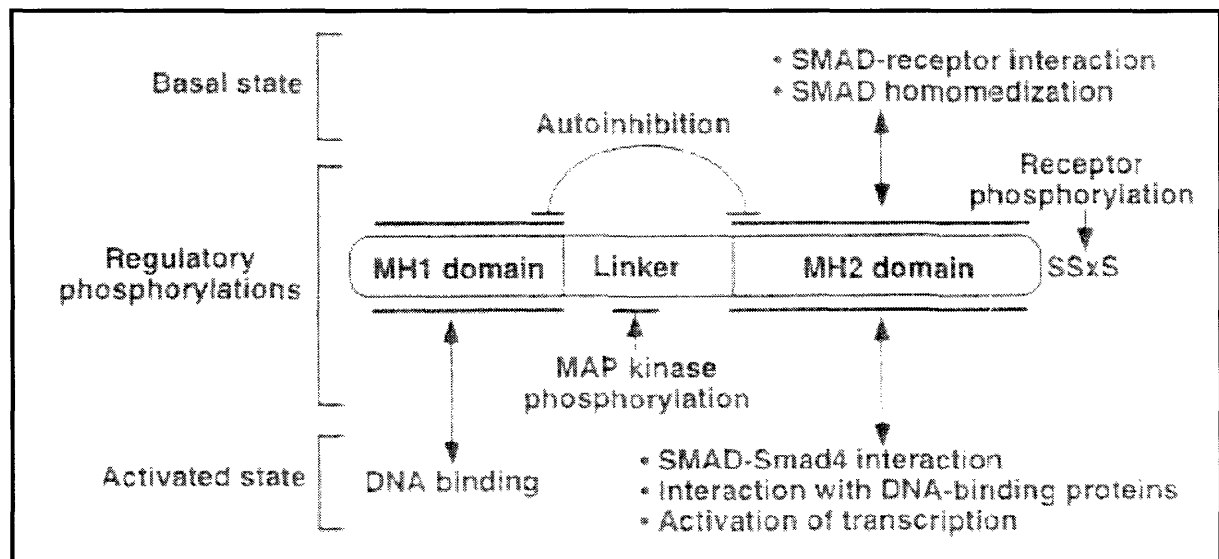 Basal state
• SMAD-receptor interaction
• SMAD homomedization
Autoinhibition
Receptor
phosphorylation
Regulatory
phosphorylations
MH1 domain
Linker
MH2 domain
SSxS
MAP kinase
phosphorylation
Activated state
DNA binding
• SMAD-Smad4 interaction
• Interaction with DNA-binding proteins
• Activation of transcription